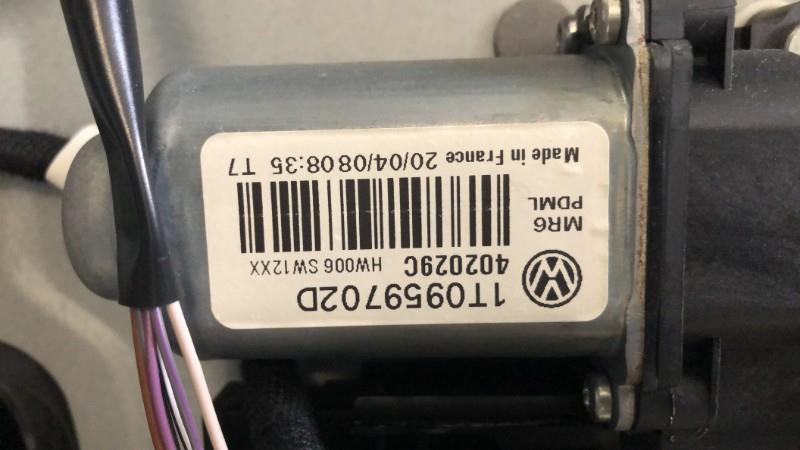 1T0959702D
402029C HW006 SW12XX
MR6
PDML
Made in France 20/04/08 08:35 T7